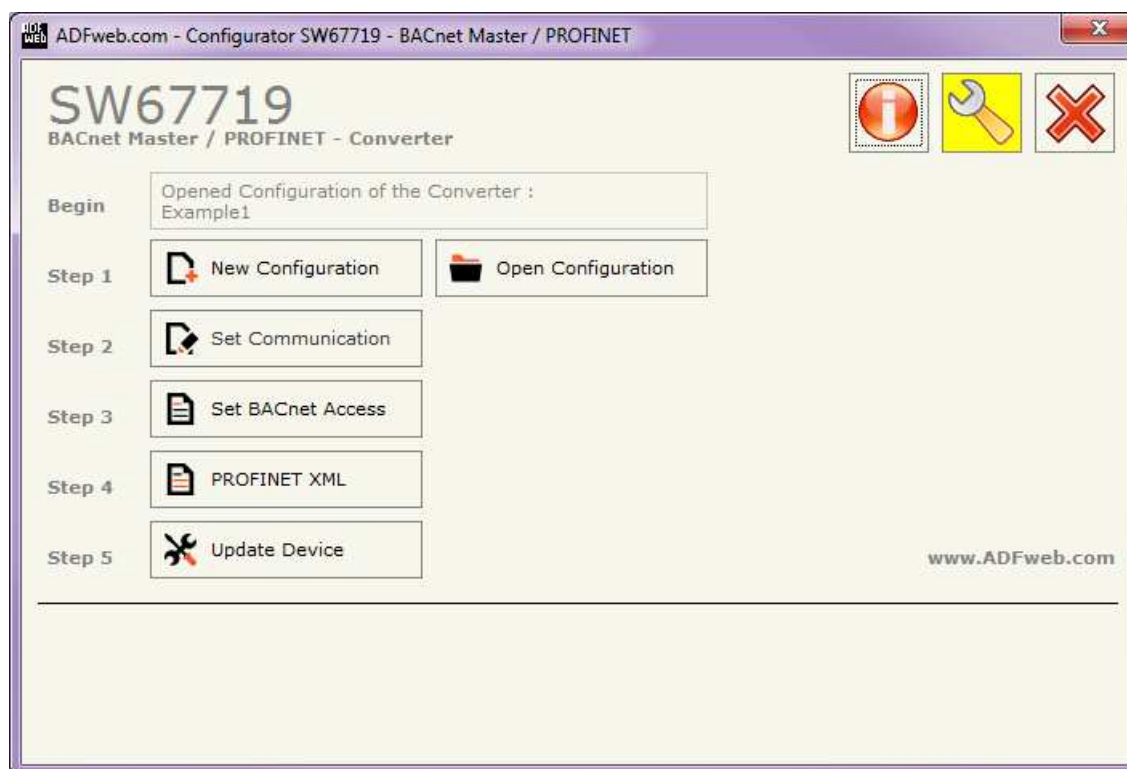 ADF
WEB
ADFweb.com - Configurator SW67719 - BACnet Master / PROFINET
SW67719
BACnet Master / PROFINET - Converter
Begin
Opened Configuration of the Converter :
Example1
Step 1
New Configuration
Open Configuration
Step 2
Set Communication
Step 3
Set BACnet Access
Step 4
PROFINET XML
Step 5
Update Device
www.ADFweb.com